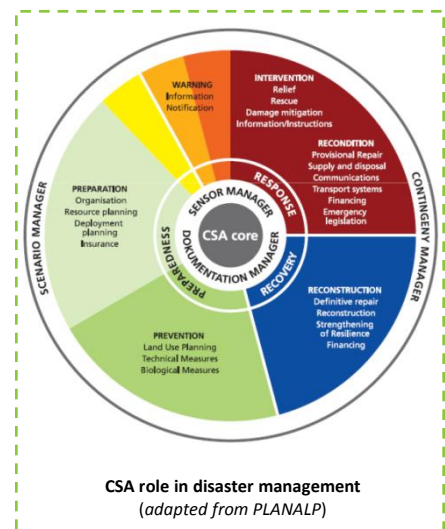 WARNING
Information
Notification
INTERVENTION
Relief
Rescue
Damage mitigation
Information/Instructions
RECONDITION
Provisional Repair
Supply and disposal
Communications
Transport systems
Financing
Emergency
legislation
PREPARATION
Organisation
Resource planning
Deployment
planning
Insurance
SCENARIO MANAGER
CONTINGENY MANAGER
RESPONSE
SENSOR MANAGER
CSA core
DOKUMENTATION MANAGER
PREPAREDNESS
RECOVERY
RECONSTRUCTION
Definitive repair
Reconstruction
Strengthening
of Resilience
Financing
PREVENTION
Land Use Planning
Technical Measures
Biological Measures
CSA role in disaster management
(adapted from PLANALP)